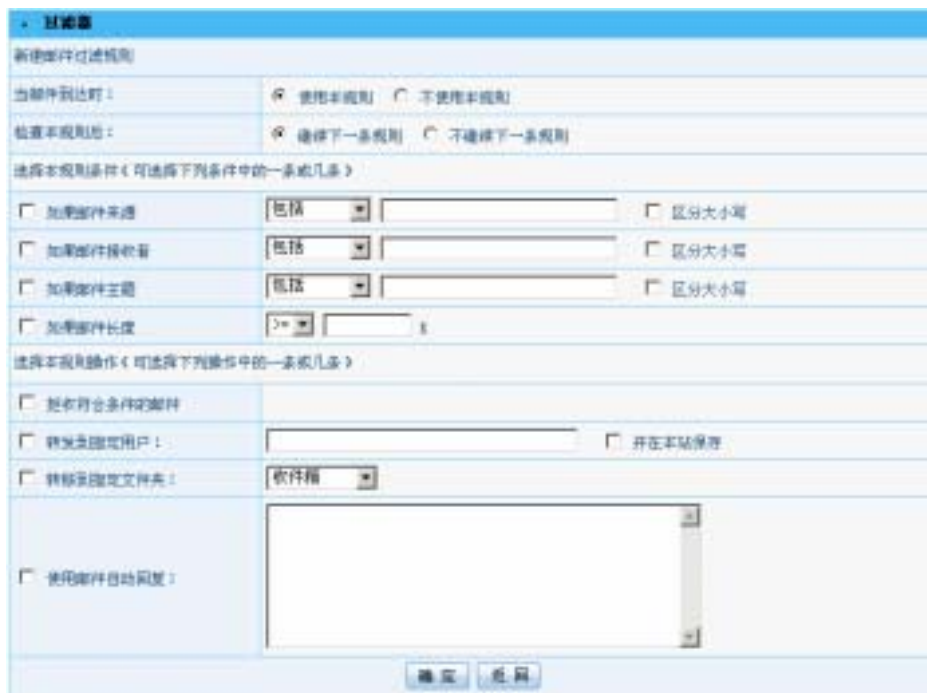 过滤器
新建邮件过滤规则
当邮件到达时： 使用本规则 不使用本规则
检查本规则后： 继续下一条规则 不继续下一条规则
选择本规则条件（可选择下列条件中的一条或几条）
如果邮件来源 包括 区分大小写
如果邮件接收者 包括 区分大小写
如果邮件主题 包括 区分大小写
如果邮件长度 >=
选择本规则操作（可选择下列操作中的一条或几条）
拒收符合条件的邮件
转发到指定用户： 并在本站保存
转移到指定文件夹： 收件箱
使用邮件自动回复：
确 定 返 回